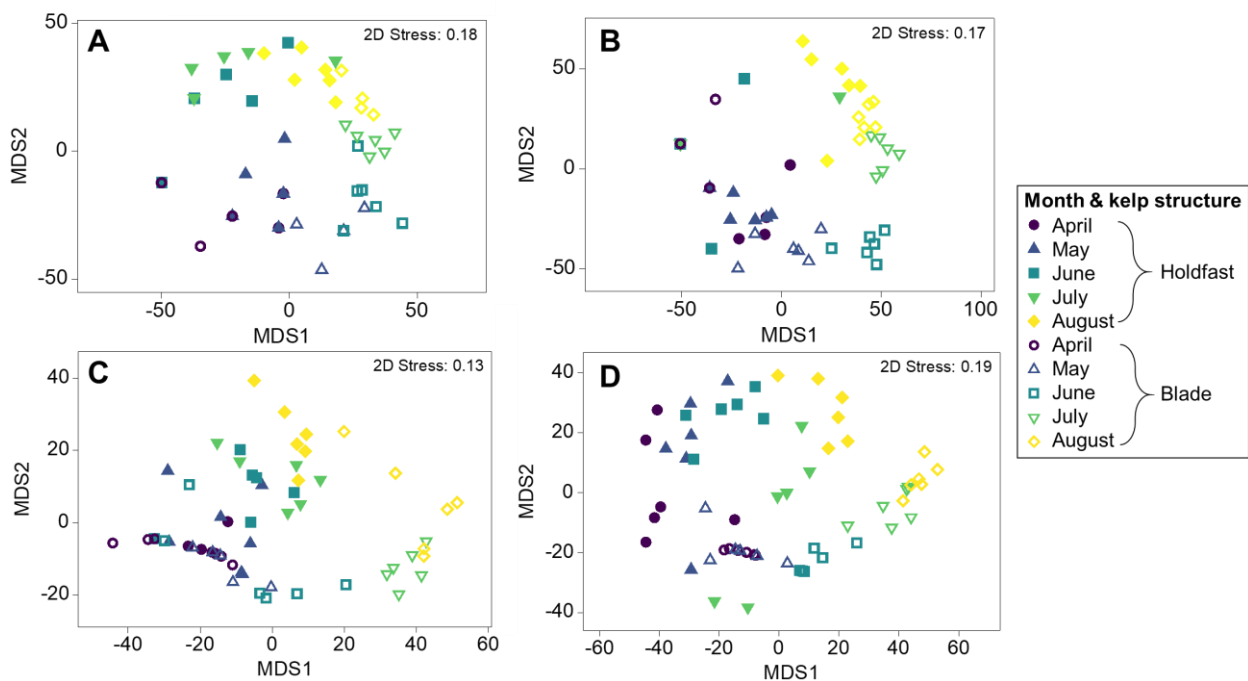 A
2D Stress: 0.18
50
0
-50
MDS2
-50
0
50
MDS1
B
2D Stress: 0.17
50
0
-50
MDS2
-50
0
50
100
MDS1
C
2D Stress: 0.13
40
20
0
-20
MDS2
-40
-20
0
20
40
60
MDS1
D
2D Stress: 0.19
40
20
0
-20
-40
MDS2
-60
-40
-20
0
20
40
60
MDS1
Month & kelp structure
April
May
June
July
August
Holdfast
April
May
June
July
August
Blade